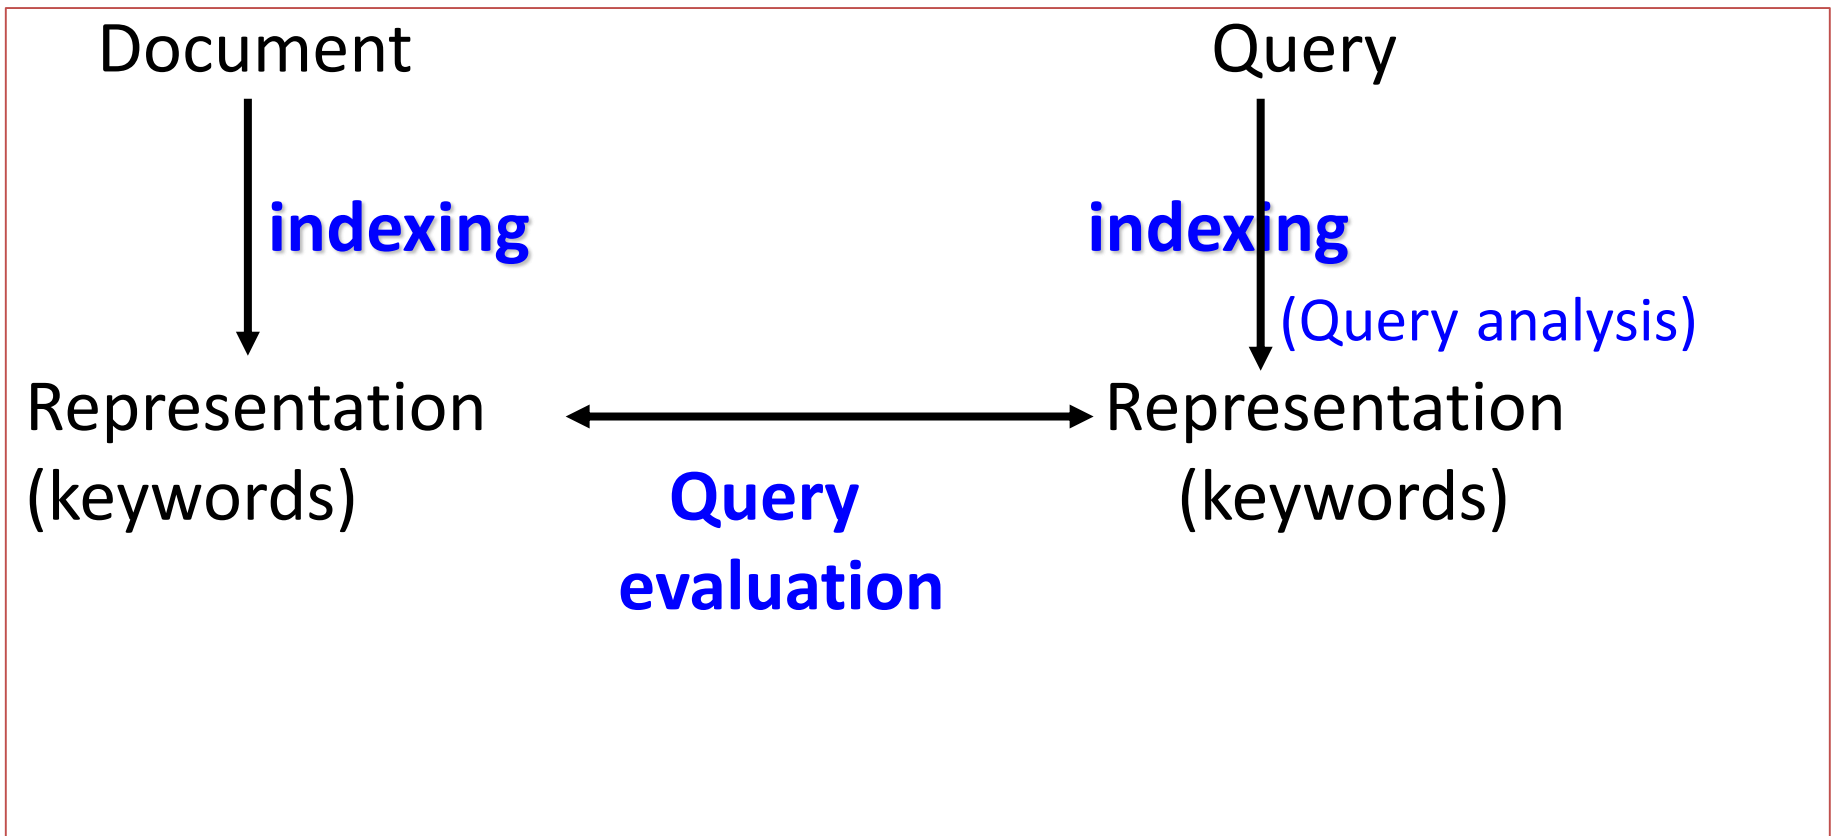 Document
Query
indexing
indexing
(Query analysis)
Representation
Representation
(keywords)
Query
(keywords)
evaluation